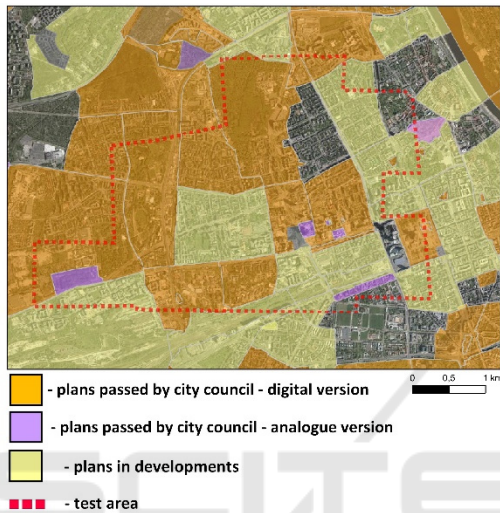 - plans passed by city council - digital version
0 0,5 1 km
- plans passed by city council - analogue version
- plans in developments
- test area
SCITE